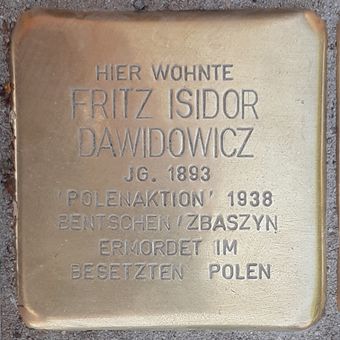 HIER WOHNTE
FRITZ ISIDOR
DAWIDOWICZ
JG. 1893
'POLENAKTION' 1938
BENTSCHEN/ZBASZYN
ERMORDET IM
BESETZTEN POLEN